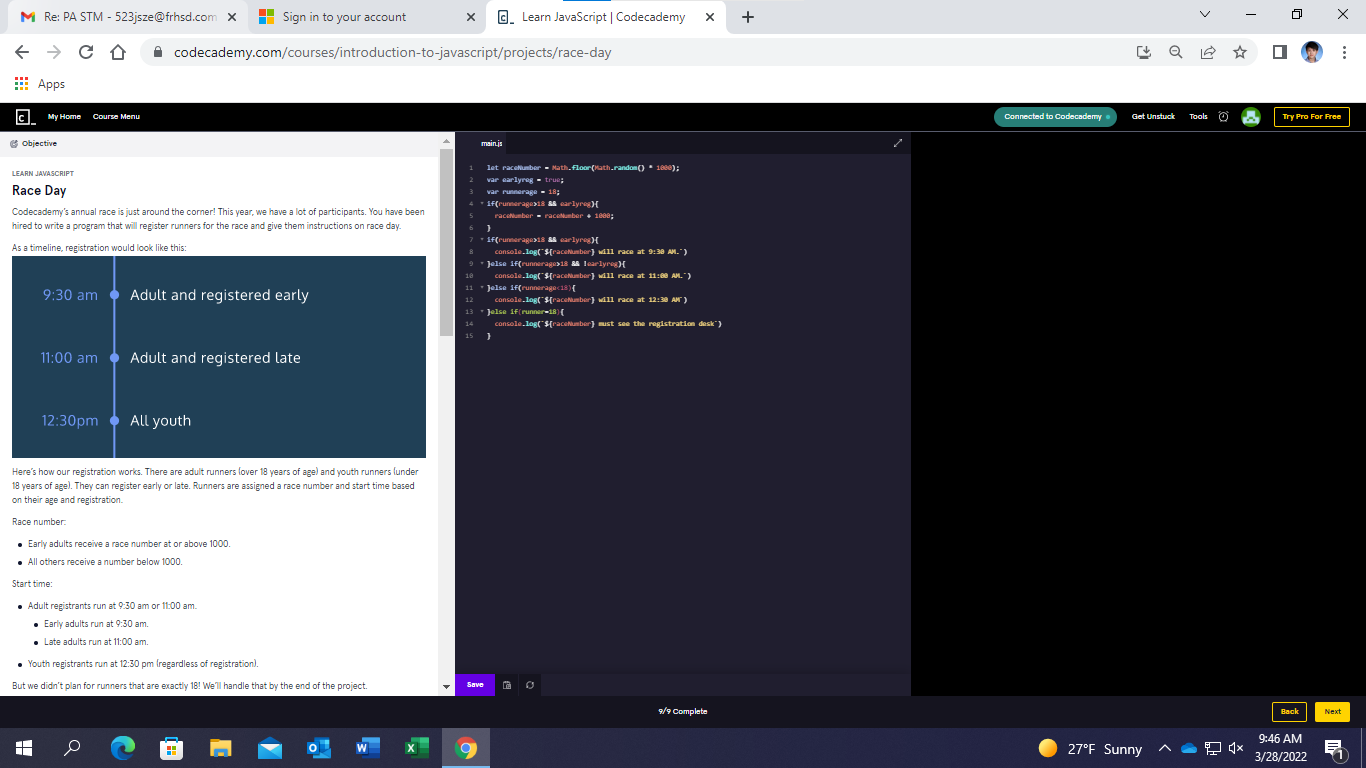 Re: PA STM - 523jsze@frhsd.com
Sign in to your account
Learn JavaScript | Codecademy
codecademy.com/courses/introduction-to-javascript/projects/race-day
Apps
My Home
Course Menu
Connected to Codecademy
Get Unstuck
Tools
Try Pro For Free
Objective
LEARN JAVASCRIPT
Race Day
Codecademy's annual race is just around the corner! This year, we have a lot of participants. You have been
hired to write a program that will register runners for the race and give them instructions on race day.
As a timeline, registration would look like this:
9:30 am Adult and registered early
11:00 am Adult and registered late
12:30pm All youth
Here's how our registration works. There are adult runners (over 18 years of age) and youth runners (under
18 years of age). They can register early or late. Runners are assigned a race number and start time based
on their age and registration.
Race number:
Early adults receive a race number at or above 1000.
All others receive a number below 1000.
Start time:
Adult registrants run at 9:30 am or 11:00 am.
Early adults run at 9:30 am.
Late adults run at 11:00 am.
Youth registrants run at 12:30 pm (regardless of registration).
But we didn't plan for runners that are exactly 18! We'll handle that by the end of the project.
main.js
1 let raceNumber = Math.floor(Math.random() * 1000);
2 var earlyreg = true;
3 var runnerage = 18;
4 if(runnerage>18 && earlyreg){
5 raceNumber = raceNumber + 1000;
6 }
7 if(runnerage>18 && earlyreg){
8 console.log(`${raceNumber} will race at 9:30 AM.`)
9 }else if(runnerage>18 && !earlyreg){
10 console.log(`${raceNumber} will race at 11:00 AM.`)
11 }else if(runnerage<18){
12 console.log(`${raceNumber} will race at 12:30 AM`)
13 }else if(runner=18){
14 console.log(`${raceNumber} must see the registration desk`)
15 }
Save
9/9 Complete
Back
Next
27°F Sunny
9:46 AM
3/28/2022
1